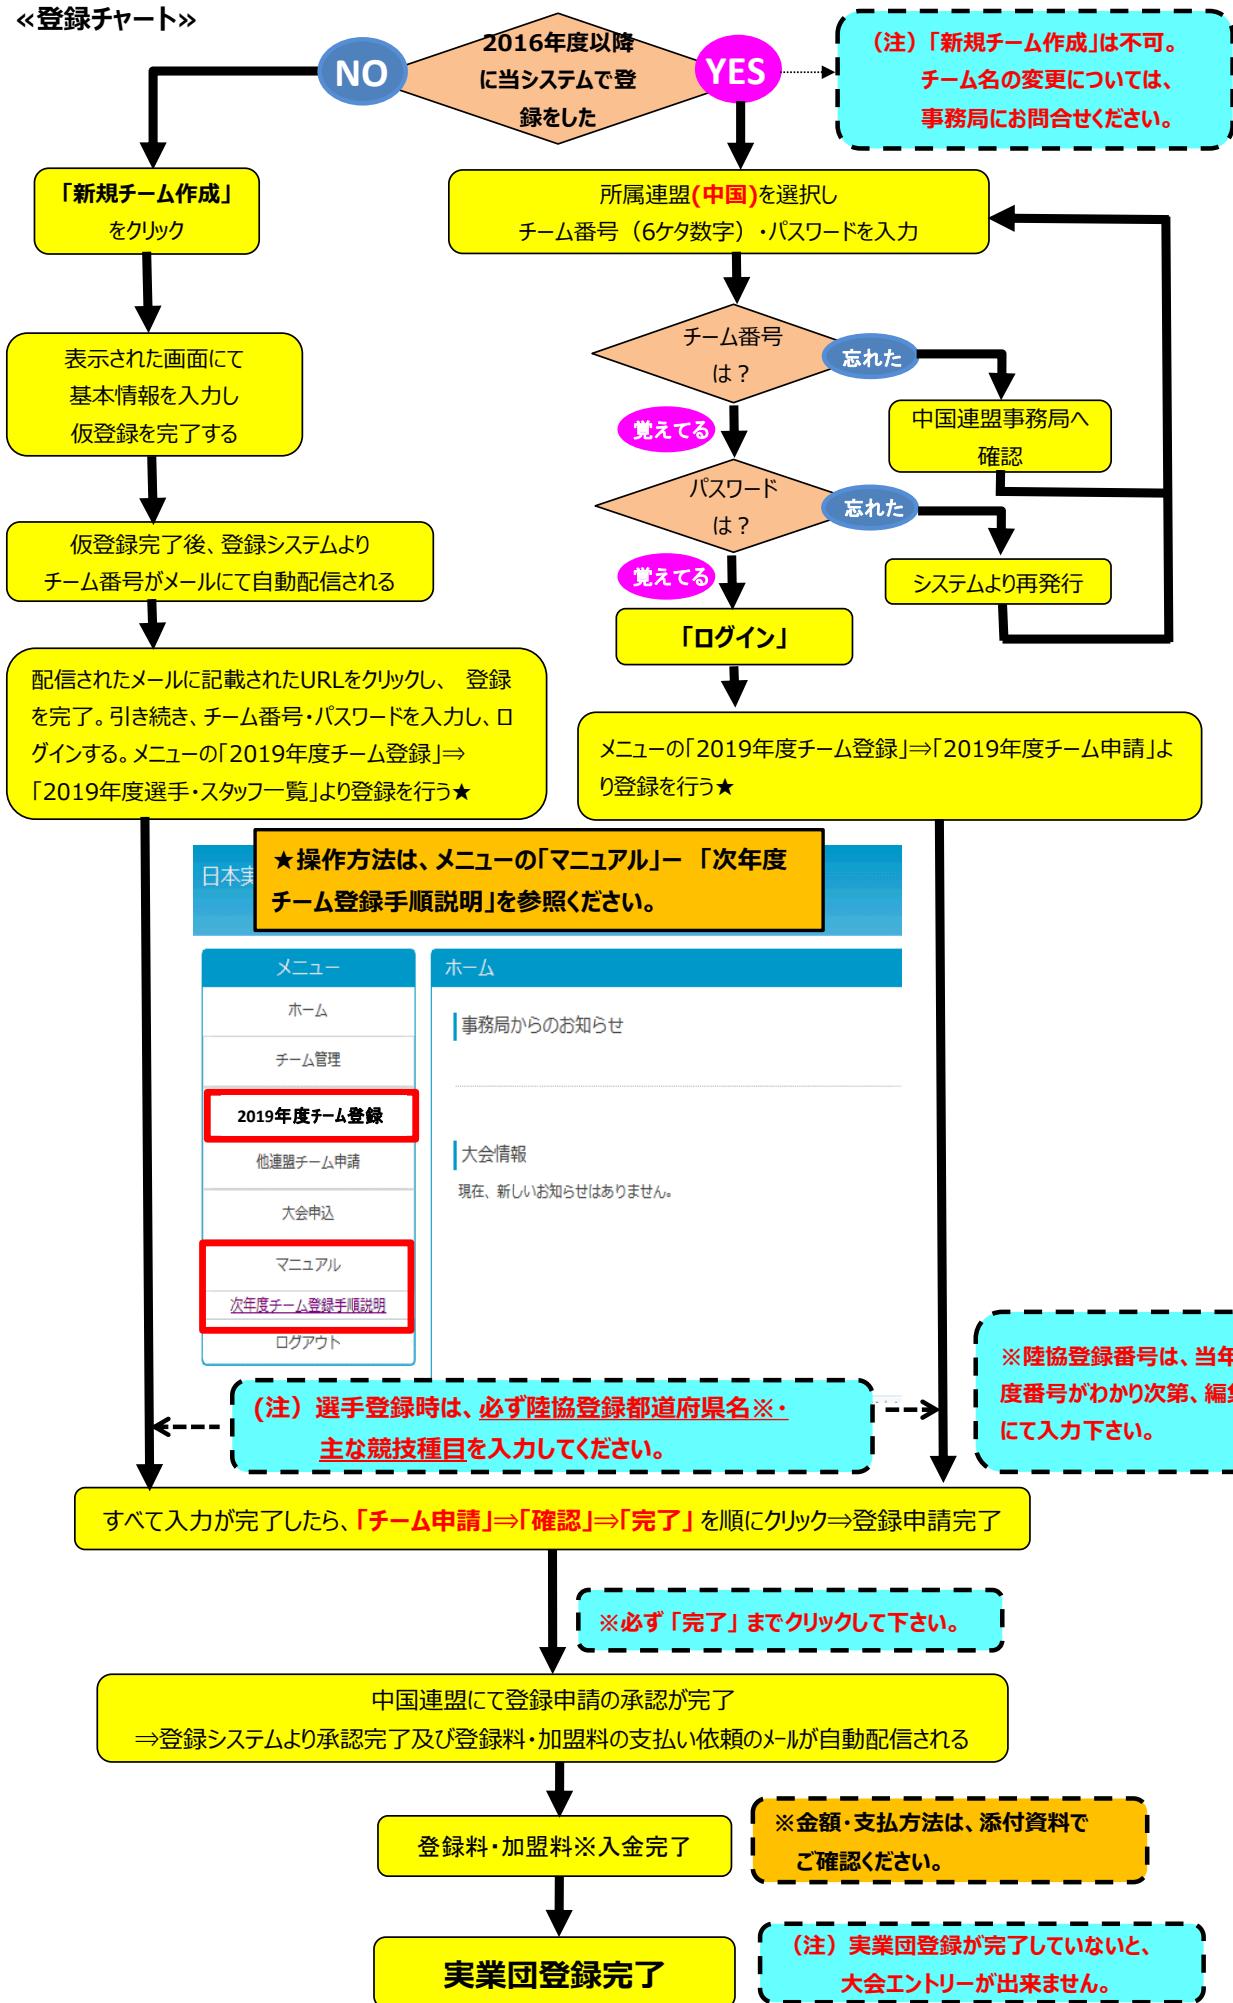 ≪登録チャート≫
2016年度以降
に当システムで登
録をした
NO
YES
（注）「新規チーム作成」は不可。
チーム名の変更については、
事務局にお問合せください。
「新規チーム作成」
をクリック
所属連盟(中国)を選択し
チーム番号（6ケタ数字）・パスワードを入力
表示された画面にて
基本情報を入力し
仮登録を完了する
チーム番号
は？
忘れた
中国連盟事務局へ
確認
覚えてる
パスワード
は？
忘れた
システムより再発行
覚えてる
「ログイン」
仮登録完了後、登録システムより
チーム番号がメールにて自動配信される
配信されたメールに記載されたURLをクリックし、 登録
を完了。引き続き、チーム番号・パスワードを入力し、ロ
グインする。メニューの「2019年度チーム登録」⇒
「2019年度選手・スタッフ一覧」より登録を行う★
メニューの「2019年度チーム登録」⇒「2019年度チーム申請」よ
り登録を行う★
日本実
★操作方法は、メニューの「マニュアル」ー 「次年度
チーム登録手順説明」を参照ください。
メニュー
ホーム
チーム管理
2019年度チーム登録
他連盟チーム申請
大会申込
マニュアル
次年度チーム登録手順説明
ログアウト
ホーム
事務局からのお知らせ
大会情報
現在、新しいお知らせはありません。
※陸協登録番号は、当年
度番号がわかり次第、編集
にて入力下さい。
(注） 選手登録時は、必ず陸協登録都道府県名※・
主な競技種目を入力してください。
すべて入力が完了したら、「チーム申請」⇒「確認」⇒「完了」を順にクリック⇒登録申請完了
※必ず「完了」までクリックして下さい。
中国連盟にて登録申請の承認が完了
⇒登録システムより承認完了及び登録料・加盟料の支払い依頼のメールが自動配信される
登録料・加盟料※入金完了
※金額・支払方法は、添付資料で
ご確認ください。
実業団登録完了
（注）実業団登録が完了していないと、
大会エントリーが出来ません。